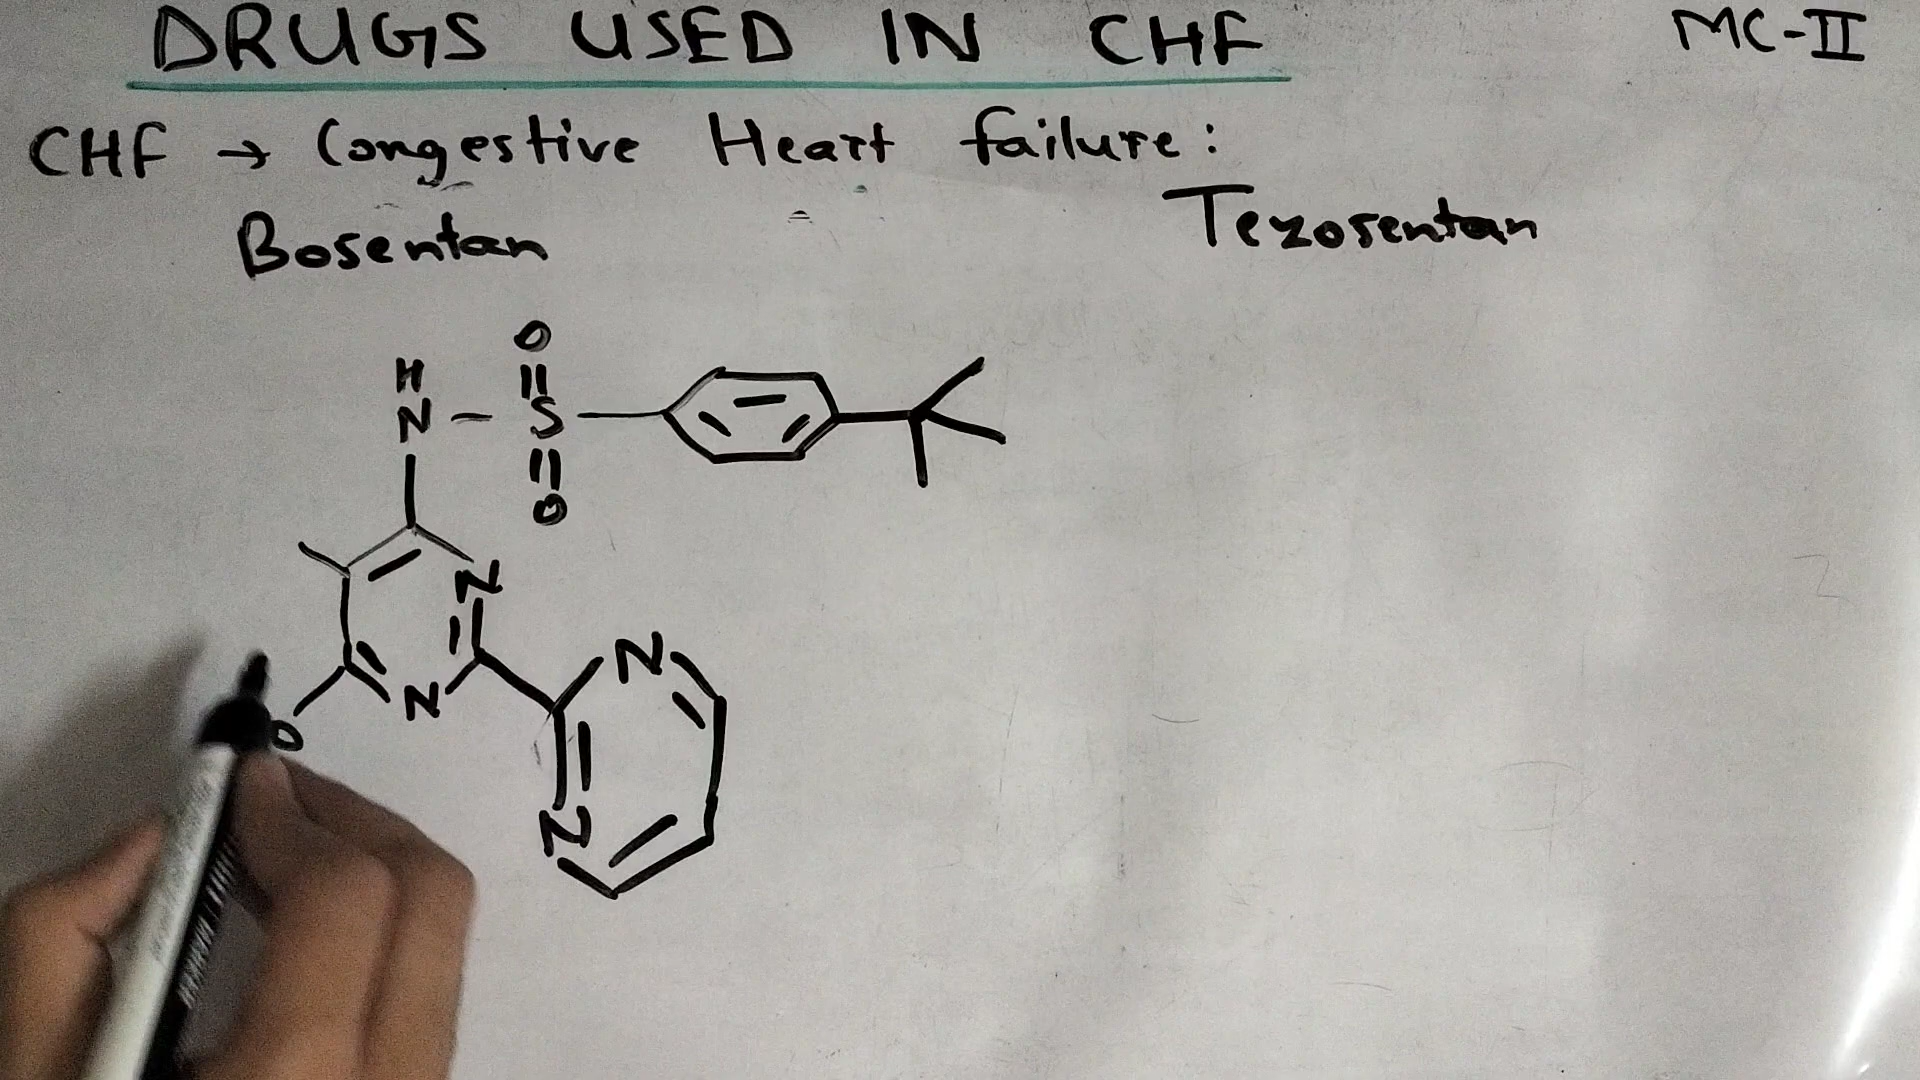 DRUGS USED IN CHF
MC-II
CHF → Congestive Heart failure:
Bosentan
Tezosentan
O
H
N - S
O
N
N
N
O
N